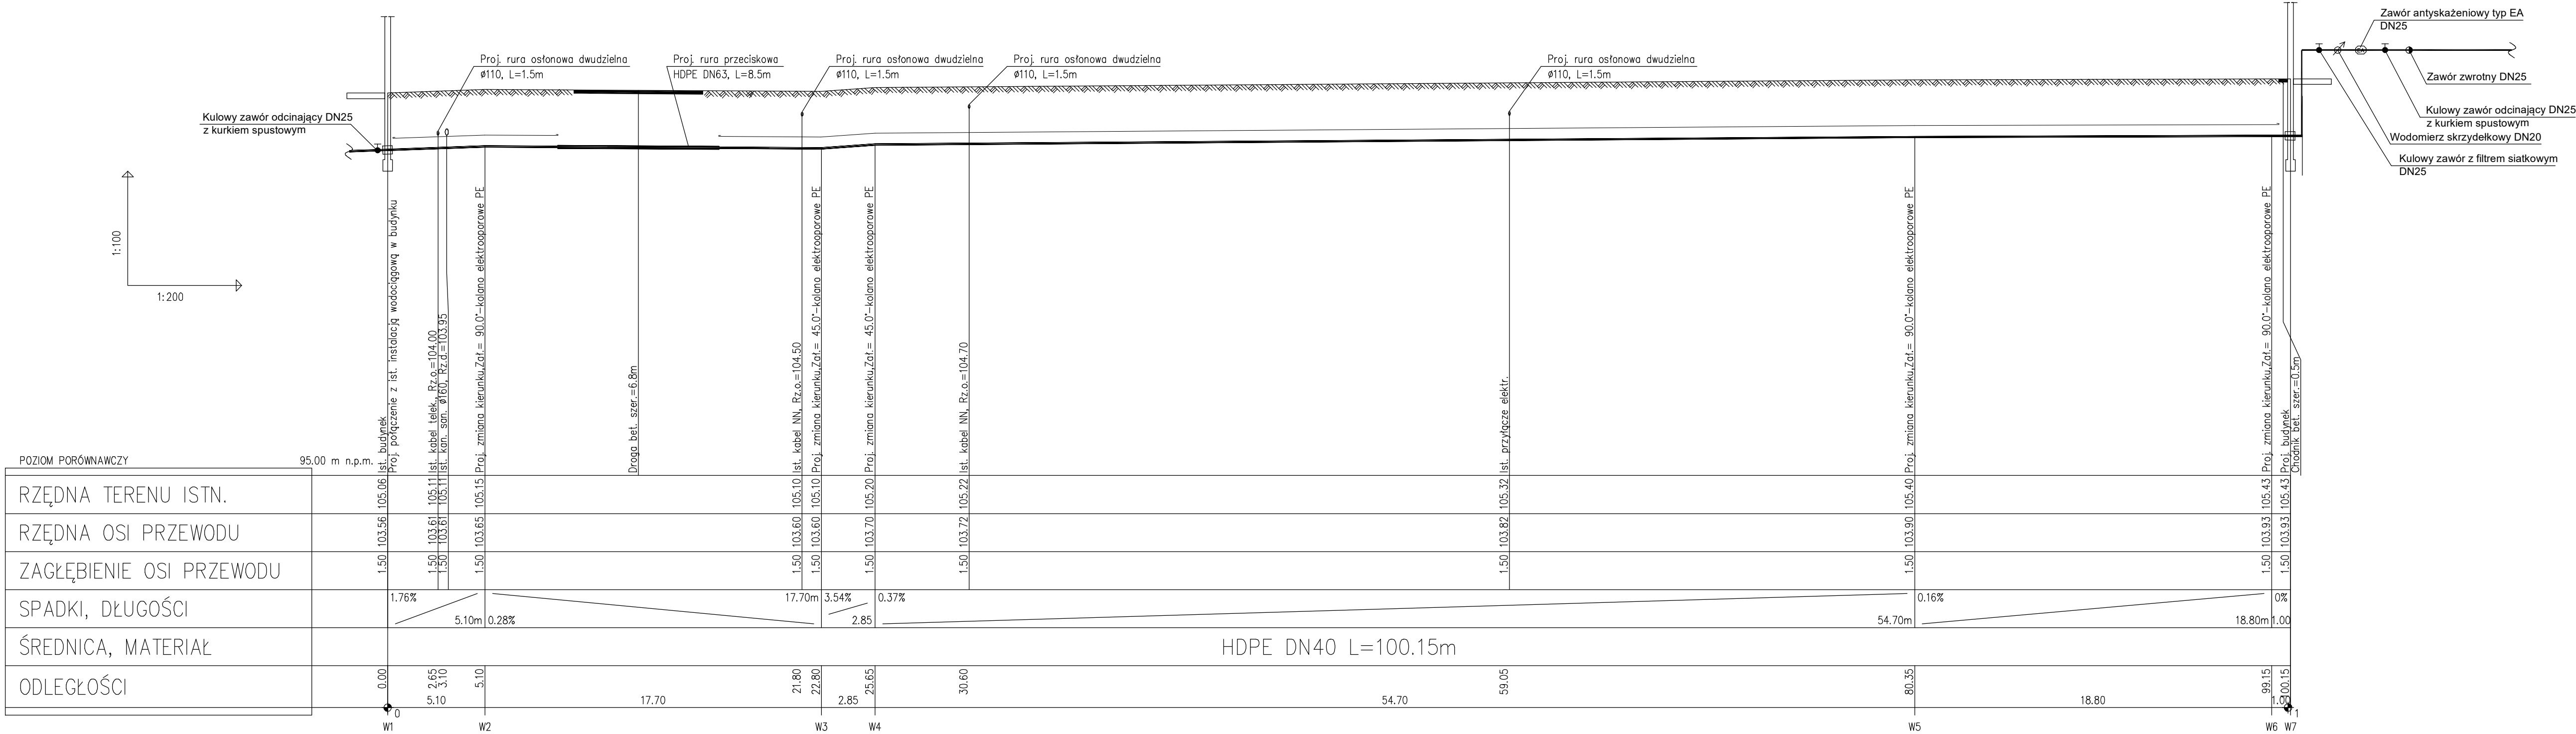 Zawór antyskażeniowy typ EA
DN25
Proj. rura osłonowa dwudzielna
ø110, L=1.5m
Proj. rura przeciskowa
HDPE DN63, L=8.5m
Proj. rura osłonowa dwudzielna
ø110, L=1.5m
Proj. rura osłonowa dwudzielna
ø110, L=1.5m
Proj. rura osłonowa dwudzielna
ø110, L=1.5m
EA
Zawór zwrotny DN25
Kulowy zawór odcinający DN25
z kurkiem spustowym
Kulowy zawór odcinający DN25
z kurkiem spustowym
Wodomierz skrzydełkowy DN20
Kulowy zawór z filtrem siatkowym
DN25
1:100
1:200
Ist. budynek
Proj. połączenie z ist. instalacją wodociągową w budynku
Ist. kabel telek., Rz.o.=104.00
Ist. kan. san. ø160, Rz.d.=103.95
Proj. zmiana kierunku,Zał.= 90.0°-kolano elektrooporowe PE
Droga bet. szer.=6.8m
Ist. kabel NN, Rz.o.=104.50
Proj. zmiana kierunku,Zał.= 45.0°-kolano elektrooporowe PE
Proj. zmiana kierunku,Zał.= 45.0°-kolano elektrooporowe PE
Ist. kabel NN, Rz.o.=104.70
Ist. przyłącze elektr.
Proj. zmiana kierunku,Zał.= 90.0°-kolano elektrooporowe PE
Proj. zmiana kierunku,Zał.= 90.0°-kolano elektrooporowe PE
Proj. budynek
Chodnik bet. szer.=0.5m
POZIOM PORÓWNAWCZY 95.00 m n.p.m.
RZĘDNA TERENU ISTN.
105.06 105.11 105.11 105.15 105.10 105.10 105.20 105.22 105.32 105.40 105.43 105.43
RZĘDNA OSI PRZEWODU
103.56 103.61 103.61 103.65 103.60 103.60 103.70 103.72 103.82 103.90 103.93 103.93
ZAGŁĘBIENIE OSI PRZEWODU
1.50 1.50 1.50 1.50 1.50 1.50 1.50 1.50 1.50 1.50 1.50 1.50
SPADKI, DŁUGOŚCI
1.76% 17.70m 3.54% 0.37% 0.16% 0%
5.10m 0.28% 2.85 54.70m 18.80m 1.00
ŚREDNICA, MATERIAŁ
HDPE DN40 L=100.15m
ODLEGŁOŚCI
0.00 2.65 3.10 5.10 21.80 22.80 25.65 30.60 59.05 80.35 99.15 100.15
5.10 17.70 2.85 54.70 18.80 1.00
0 1
W1 W2 W3 W4 W5 W6 W7